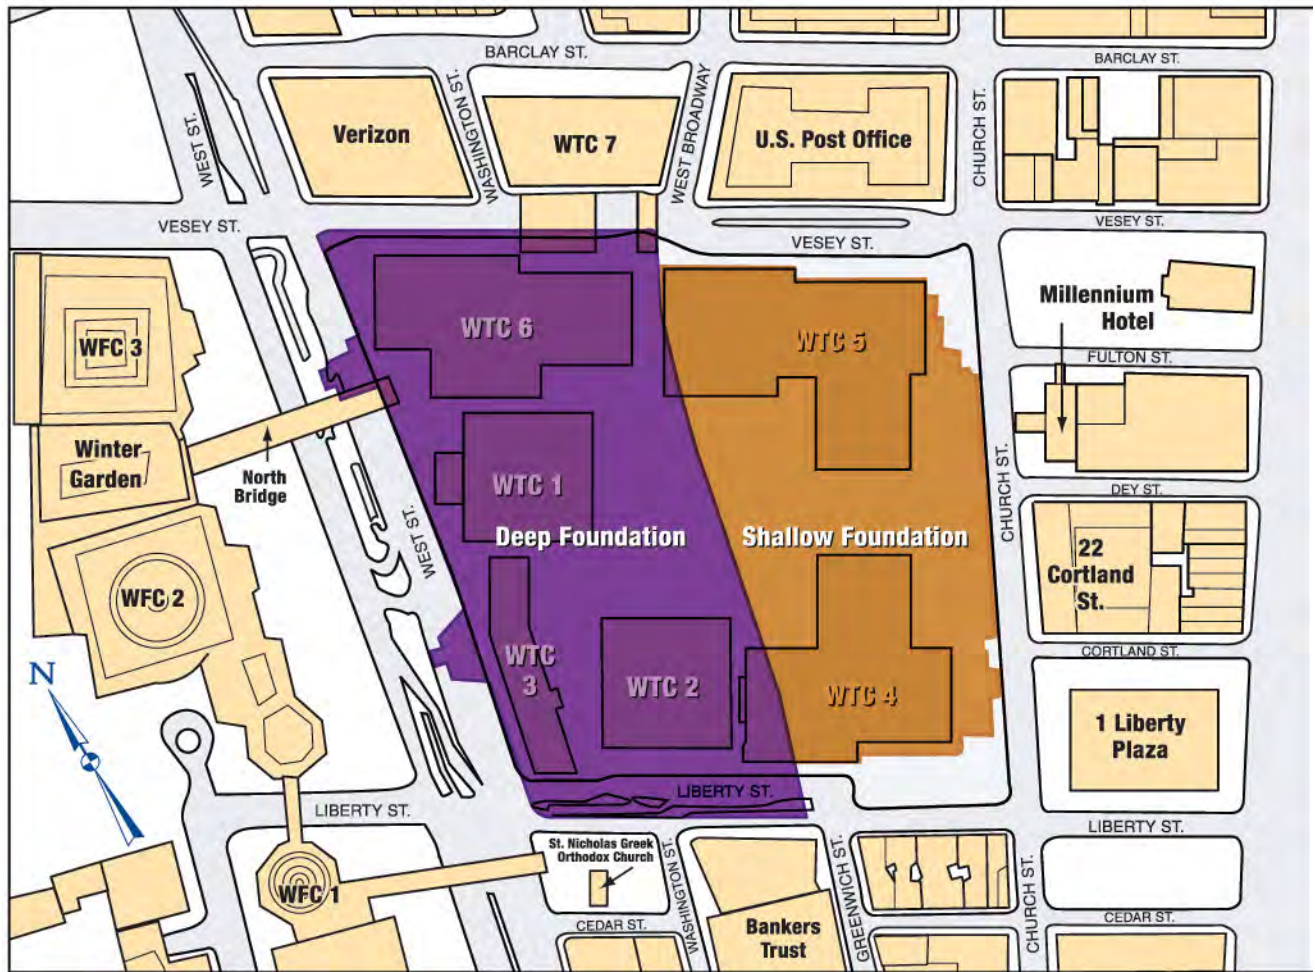 BARCLAY ST.
BARCLAY ST.
WEST ST.
Verizon
WASHINGTON ST.
WTC 7
WEST BROADWAY
U.S. Post Office
CHURCH ST.
VESEY ST.
VESEY ST.
VESEY ST.
WTC 6
WTC 5
Millennium
Hotel
WFC 3
FULTON ST.
Winter
Garden
North
Bridge
WTC 1
WEST ST.
CHURCH ST.
DEY ST.
Deep Foundation
Shallow Foundation
22
Cortland
St.
WFC 2
WTC
3
WTC 2
WTC 4
CORTLAND ST.
N
1 Liberty
Plaza
LIBERTY ST.
LIBERTY ST.
LIBERTY ST.
St. Nicholas Greek
Orthodox Church
WASHINGTON ST.
GREENWICH ST.
CHURCH ST.
WFC 1
CEDAR ST.
Bankers
Trust
CEDAR ST.